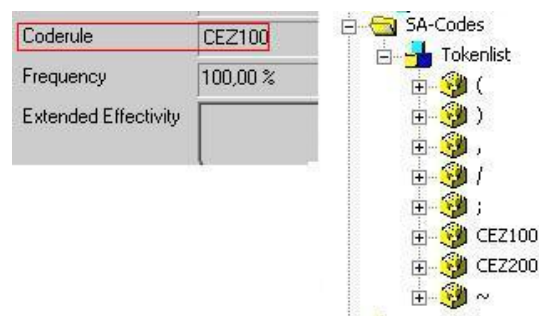 Coderule CEZ100
Frequency 100,00 %
Extended Effectivity
SA-Codes
Tokenlist
(
)
,
/
;
CEZ100
CEZ200
~